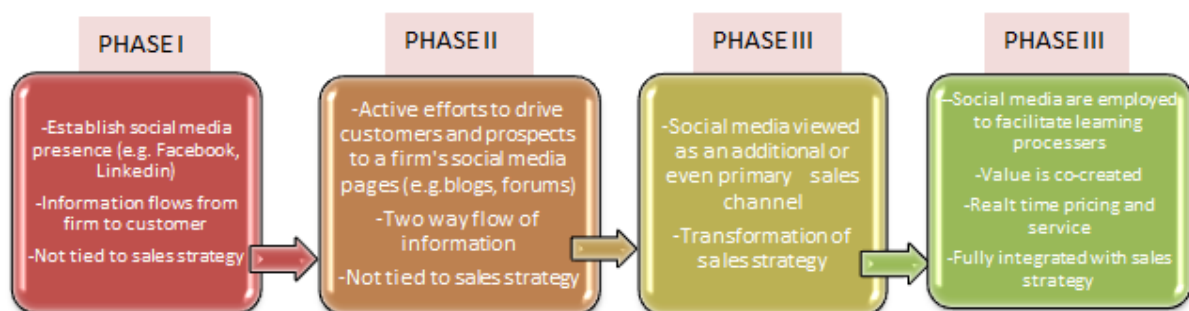 PHASE I
-Establish social media
presence (e.g. Facebook,
Linkedin)
-Information flows from
firm to customer
-Not tied to sales strategy
PHASE II
-Active efforts to drive
customers and prospects
to a firm's social media
pages (e.g.blogs, forums)
-Two way flow of
information
-Not tied to sales strategy
PHASE III
-Social media viewed
as an additional or
even primary sales
channel
-Transformation of
sales strategy
PHASE III
--Social media are employed
to facilitate learning
processers
-Value is co-created
-Realt time pricing and
service
-Fully integrated with sales
strategy